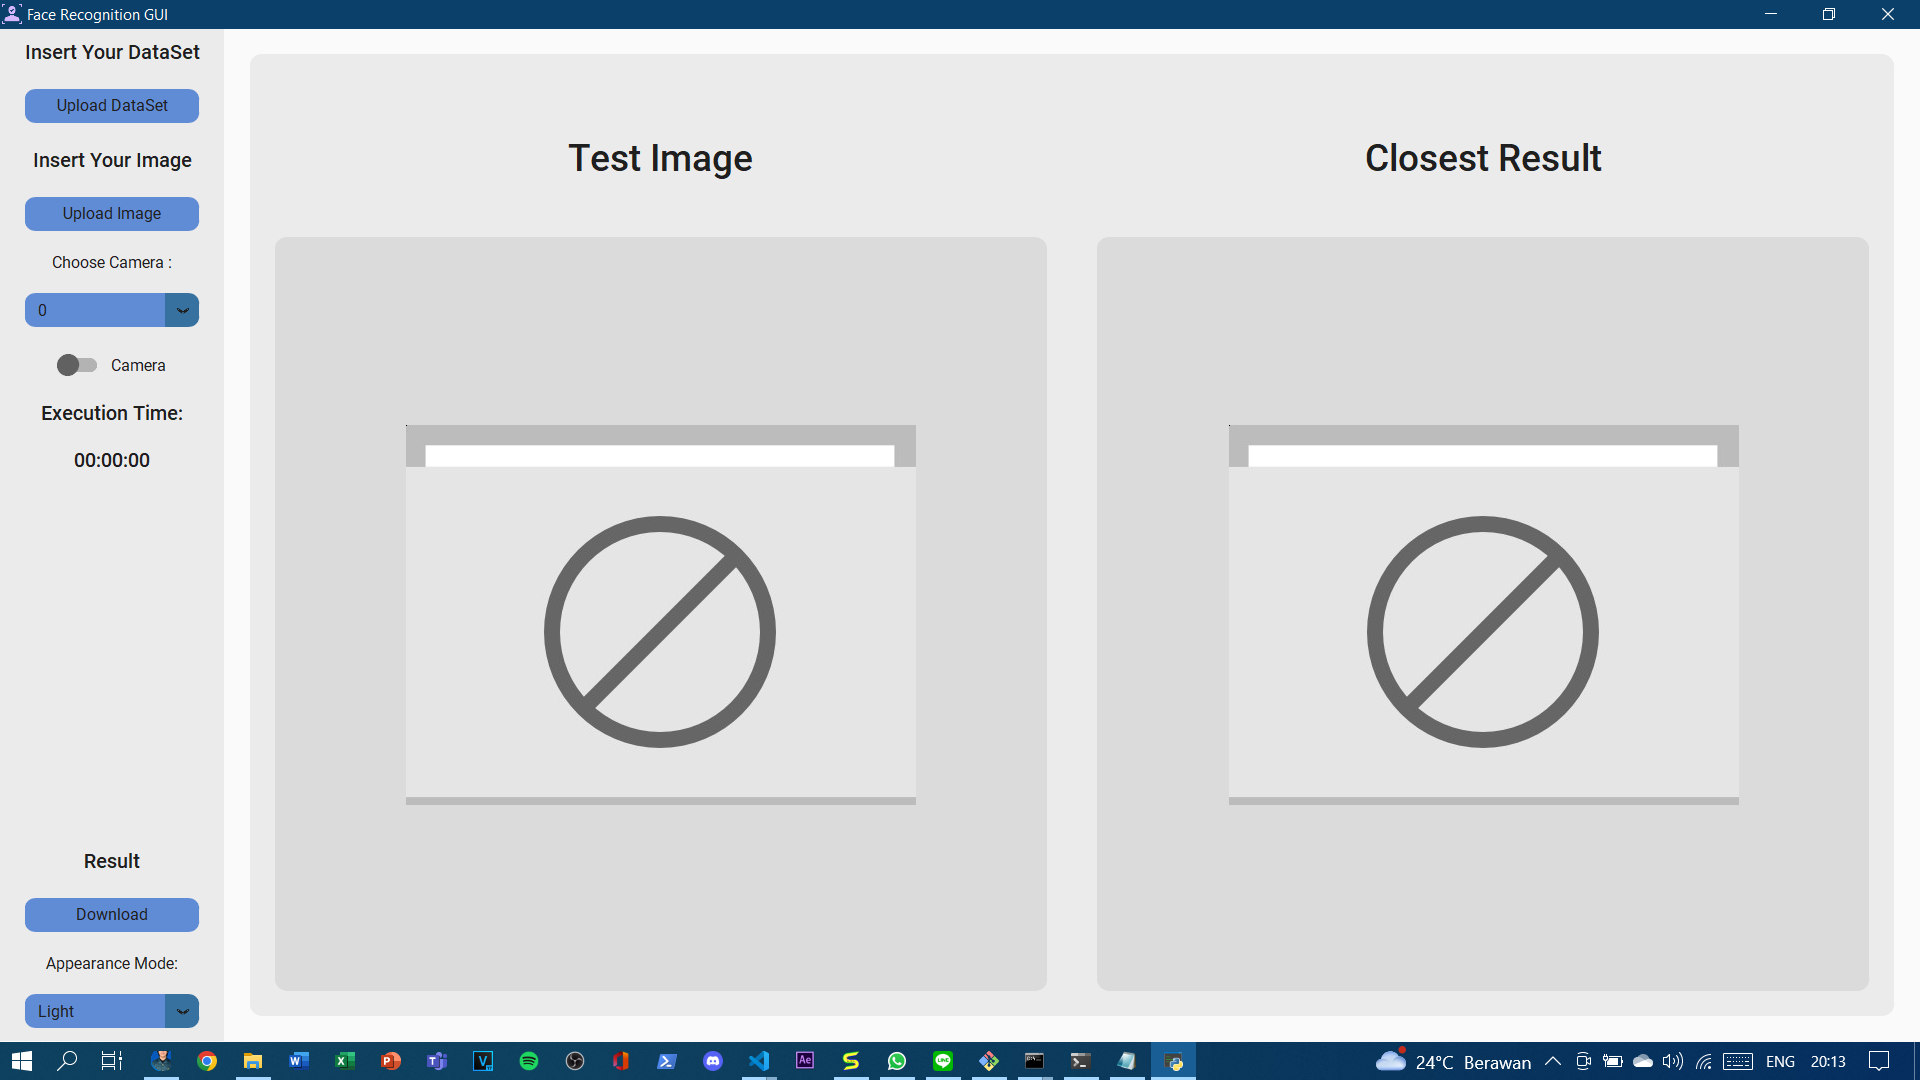 Face Recognition GUI
Insert Your DataSet
Upload DataSet
Insert Your Image
Upload Image
Choose Camera :
0
Camera
Execution Time:
00:00:00
Result
Download
Appearance Mode:
Light
Test Image
Closest Result
24°C Berawan
ENG
20:13